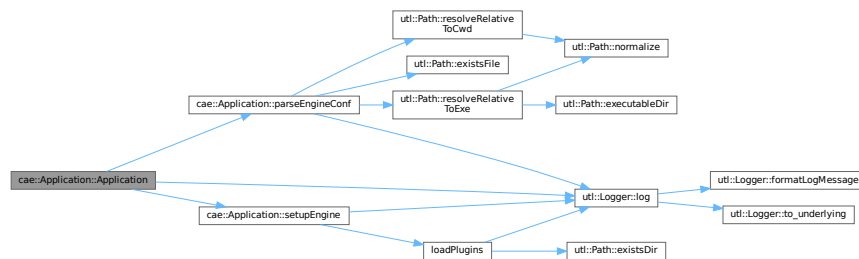 cae::Application::Application
cae::Application::parseEngineConf
cae::Application::setupEngine
utl::Path::resolveRelative
ToCwd
utl::Path::existsFile
utl::Path::resolveRelative
ToExe
loadPlugins
utl::Path::normalize
utl::Path::executableDir
utl::Logger::log
utl::Path::existsDir
utl::Logger::formatLogMessage
utl::Logger::to_underlying